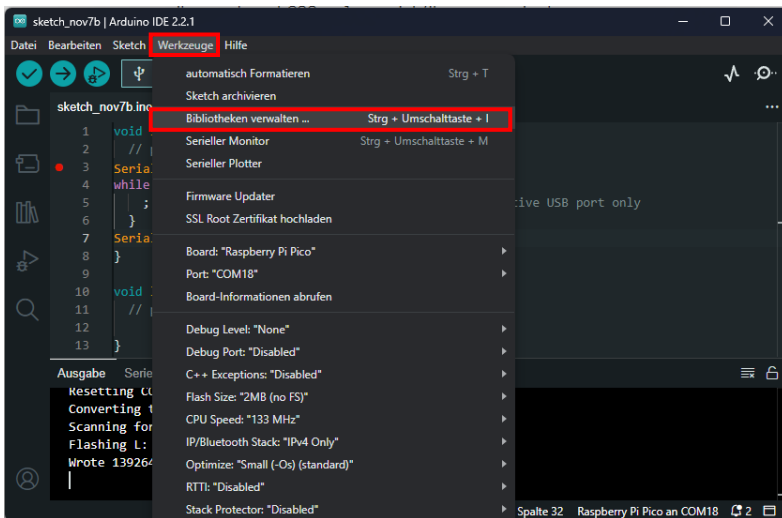 sketch_nov7b | Arduino IDE 2.2.1
Datei Bearbeiten Sketch Werkzeuge Hilfe
sketch_nov7b.ino
automatisch Formatieren Strg + T
Sketch archivieren
Bibliotheken verwalten ... Strg + Umschalttaste + I
Serieller Monitor Strg + Umschalttaste + M
Serieller Plotter
Firmware Updater
SSL Root Zertifikat hochladen
Board: "Raspberry Pi Pico"
Port: "COM18"
Board-Informationen abrufen
Debug Level: "None"
Debug Port: "Disabled"
C++ Exceptions: "Disabled"
Flash Size: "2MB (no FS)"
CPU Speed: "133 MHz"
IP/Bluetooth Stack: "IPv4 Only"
Optimize: "Small (-Os) (standard)"
RTTI: "Disabled"
Stack Protector: "Disabled"
1 void
2 //
3 Seria
4 while
5 ; tive USB port only
6 }
7 Seria
8 }
9
10 void
11 //
12
13 }
Ausgabe Serie
Resetting CO
Converting t
Scanning for
Flashing L:
Wrote 139264
Spalte 32 Raspberry Pi Pico an COM18 2